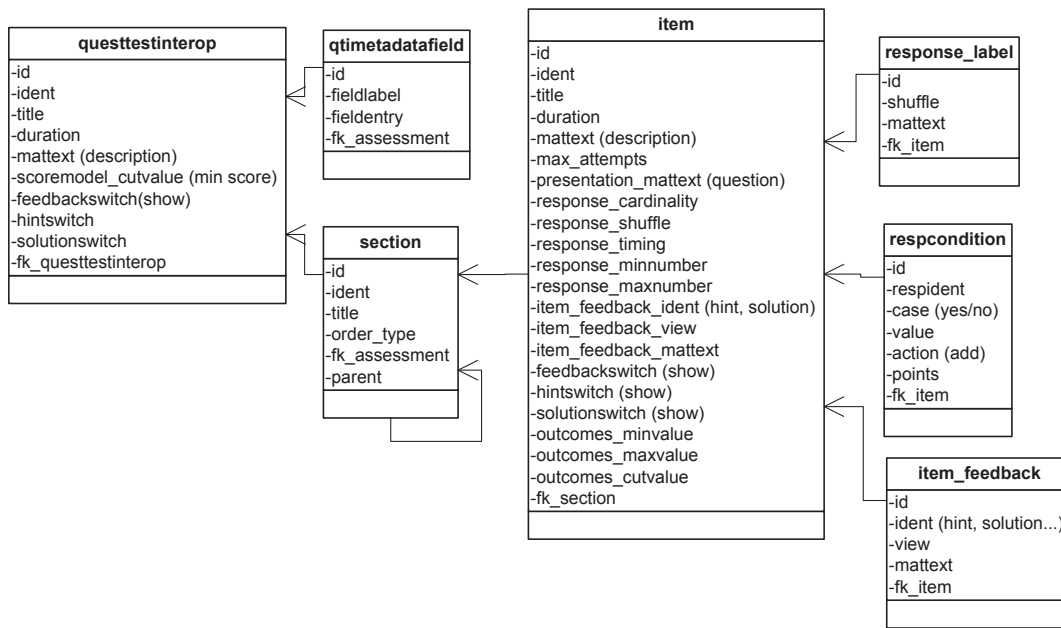 questtestinterop
-id
-ident
-title
-duration
-mattext (description)
-scoremodel_cutvalue (min score)
-feedbackswitch(show)
-hintswitch
-solutionswitch
-fk_questtestinterop
qtimetadatafield
-id
-fieldlabel
-fieldentry
-fk_assessment
section
-id
-ident
-title
-order_type
-fk_assessment
-parent
item
-id
-ident
-title
-duration
-mattext (description)
-max_attempts
-presentation_mattext (question)
-response_cardinality
-response_shuffle
-response_timing
-response_minnumber
-response_maxnumber
-item_feedback_ident (hint, solution)
-item_feedback_view
-item_feedback_mattext
-feedbackswitch (show)
-hintswitch (show)
-solutionswitch (show)
-outcomes_minvalue
-outcomes_maxvalue
-outcomes_cutvalue
-fk_section
response_label
-id
-shuffle
-mattext
-fk_item
respcondition
-id
-respident
-case (yes/no)
-value
-action (add)
-points
-fk_item
item_feedback
-id
-ident (hint, solution...)
-view
-mattext
-fk_item